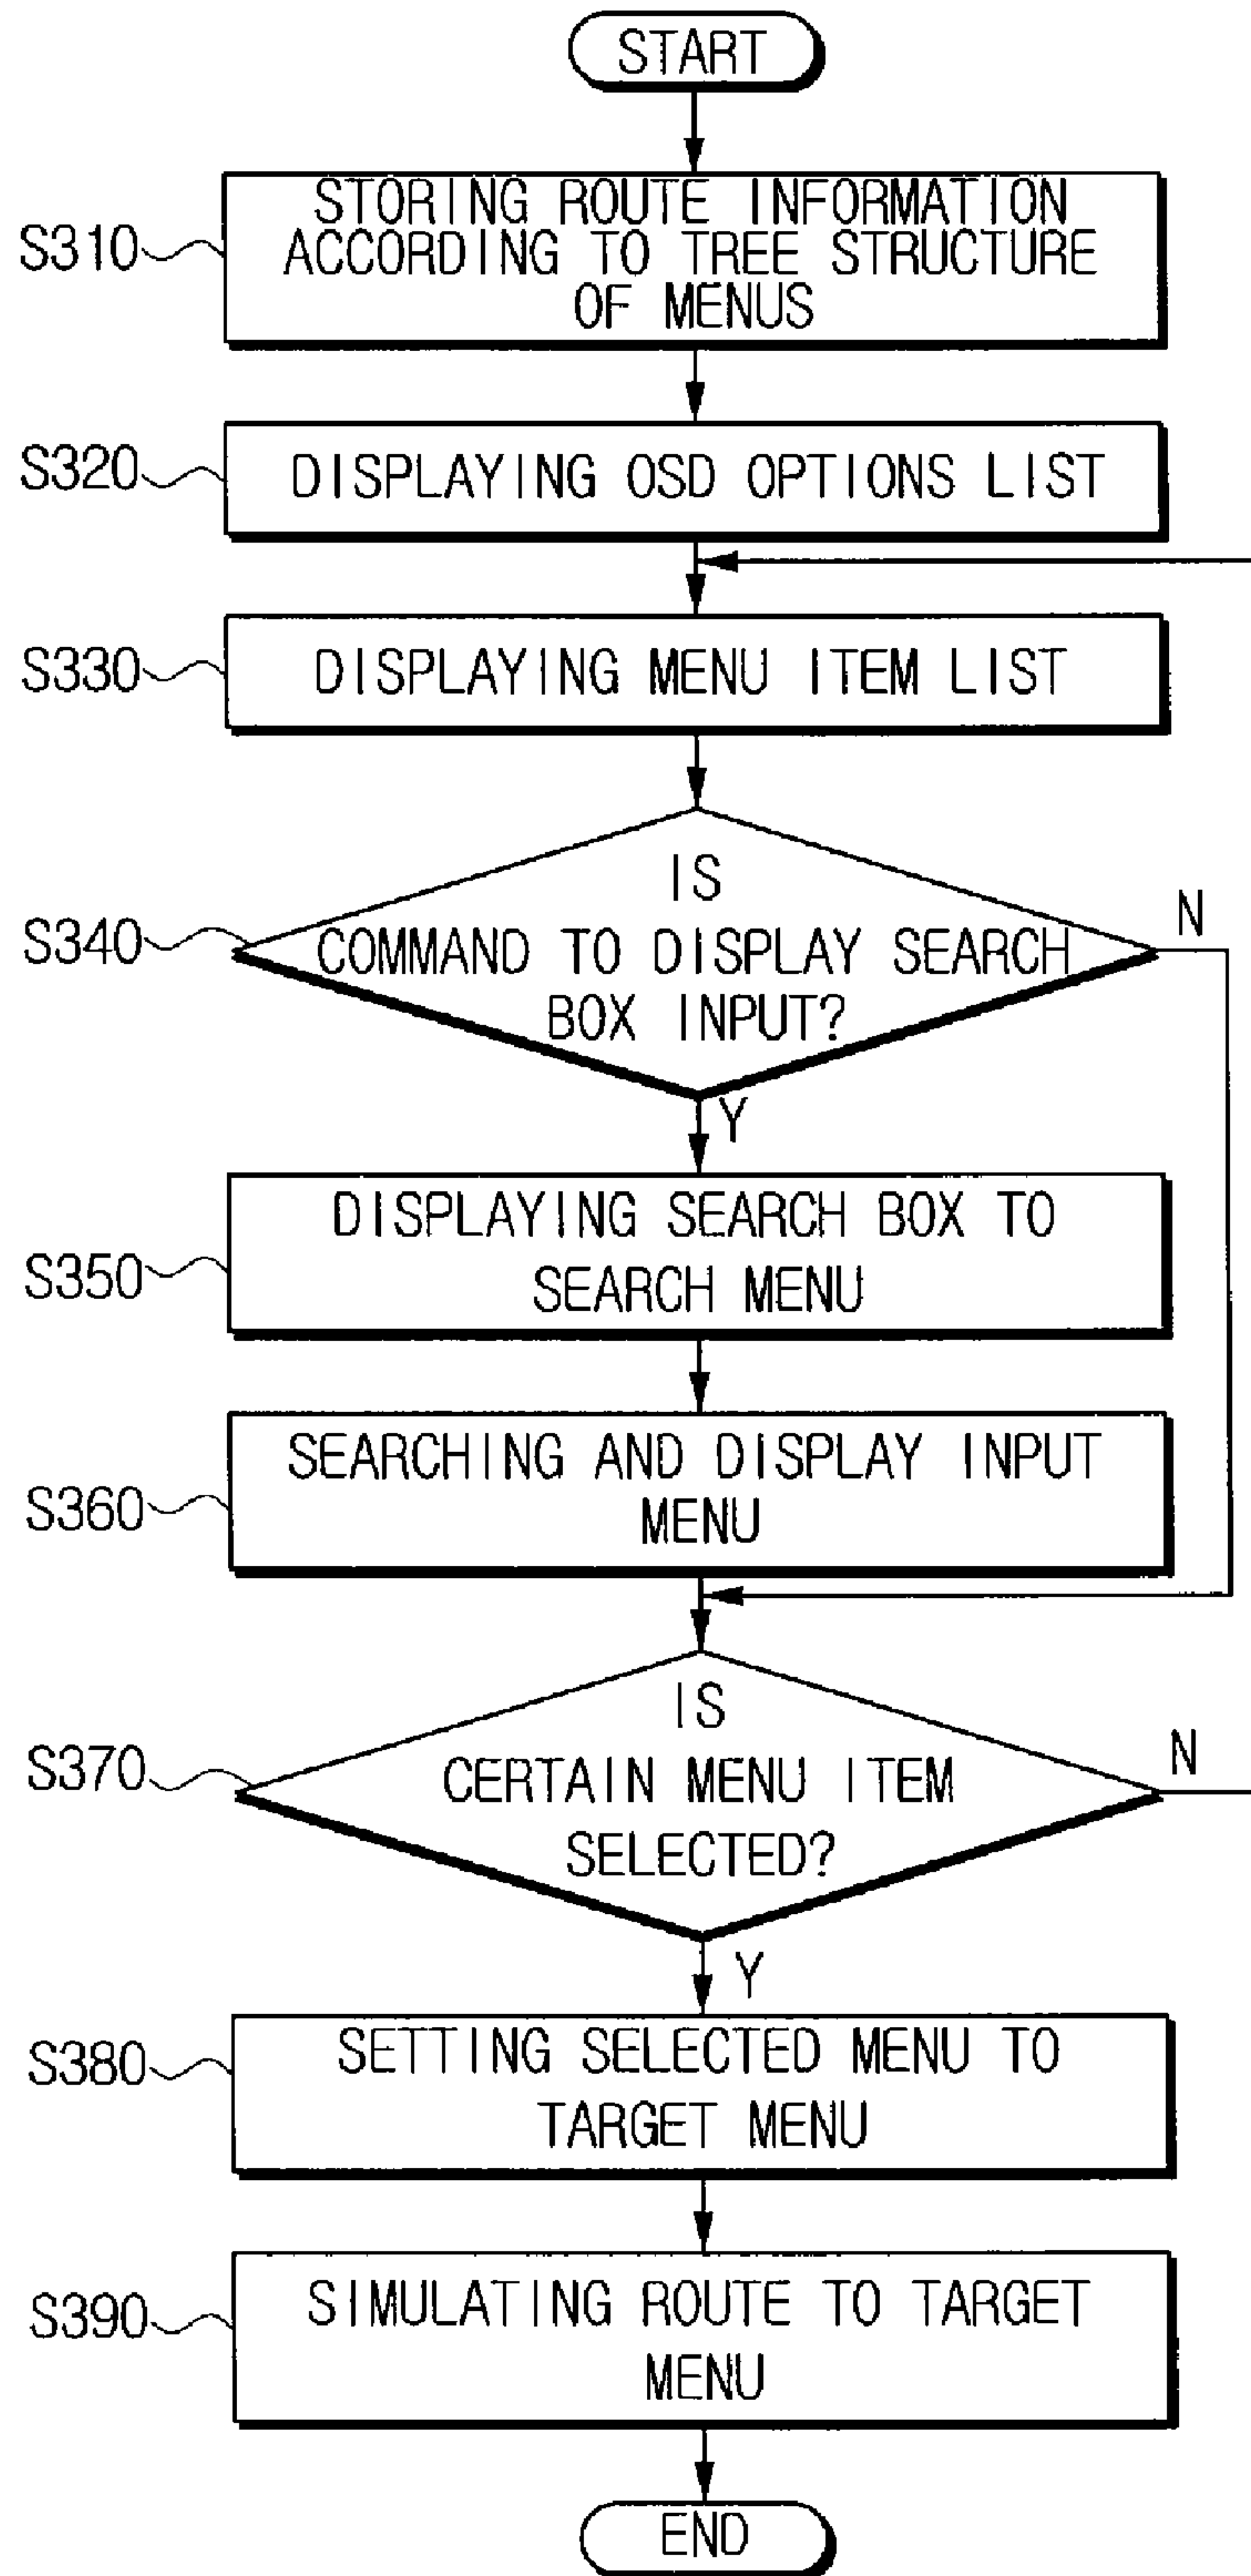 START
STORING ROUTE INFORMATION
S310
ACCORDING TO TREE STRUCTURE
OF MENUS
S320
DISPLAYING OSD OPTIONS LIST
S330
DISPLAYING MENU ITEM LIST
IS
N
S340
COMMAND TO DISPLAY SEARCH
BOX INPUT?
Y
DISPLAYING SEARCH BOX TO
S350
SEARCH MENU
SEARCHING AND DISPLAY INPUT
S360
MENU
IS
N
S370
CERTAIN MENU ITEM
SELECTED?
Y
SETTING SELECTED MENU TO
S380
TARGET MENU
SIMULATING ROUTE TO TARGET
S390
MENU
END